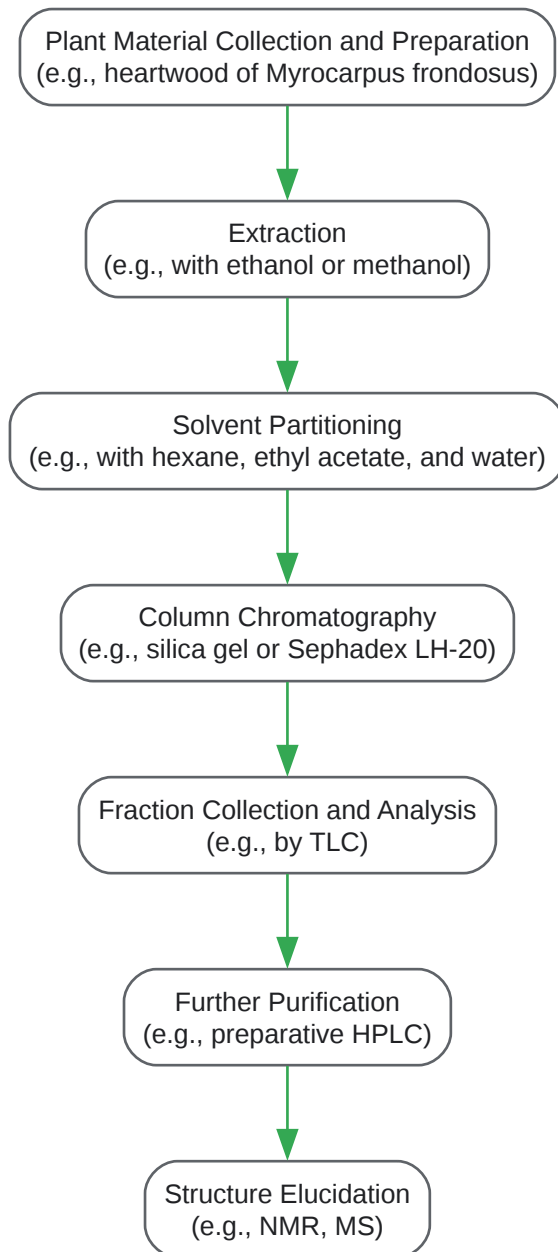 Plant Material Collection and Preparation
(e.g., heartwood of Myrocarpus frondosus)
Extraction
(e.g., with ethanol or methanol)
Solvent Partitioning
(e.g., with hexane, ethyl acetate, and water)
Column Chromatography
(e.g., silica gel or Sephadex LH-20)
Fraction Collection and Analysis
(e.g., by TLC)
Further Purification
(e.g., preparative HPLC)
Structure Elucidation
(e.g., NMR, MS)